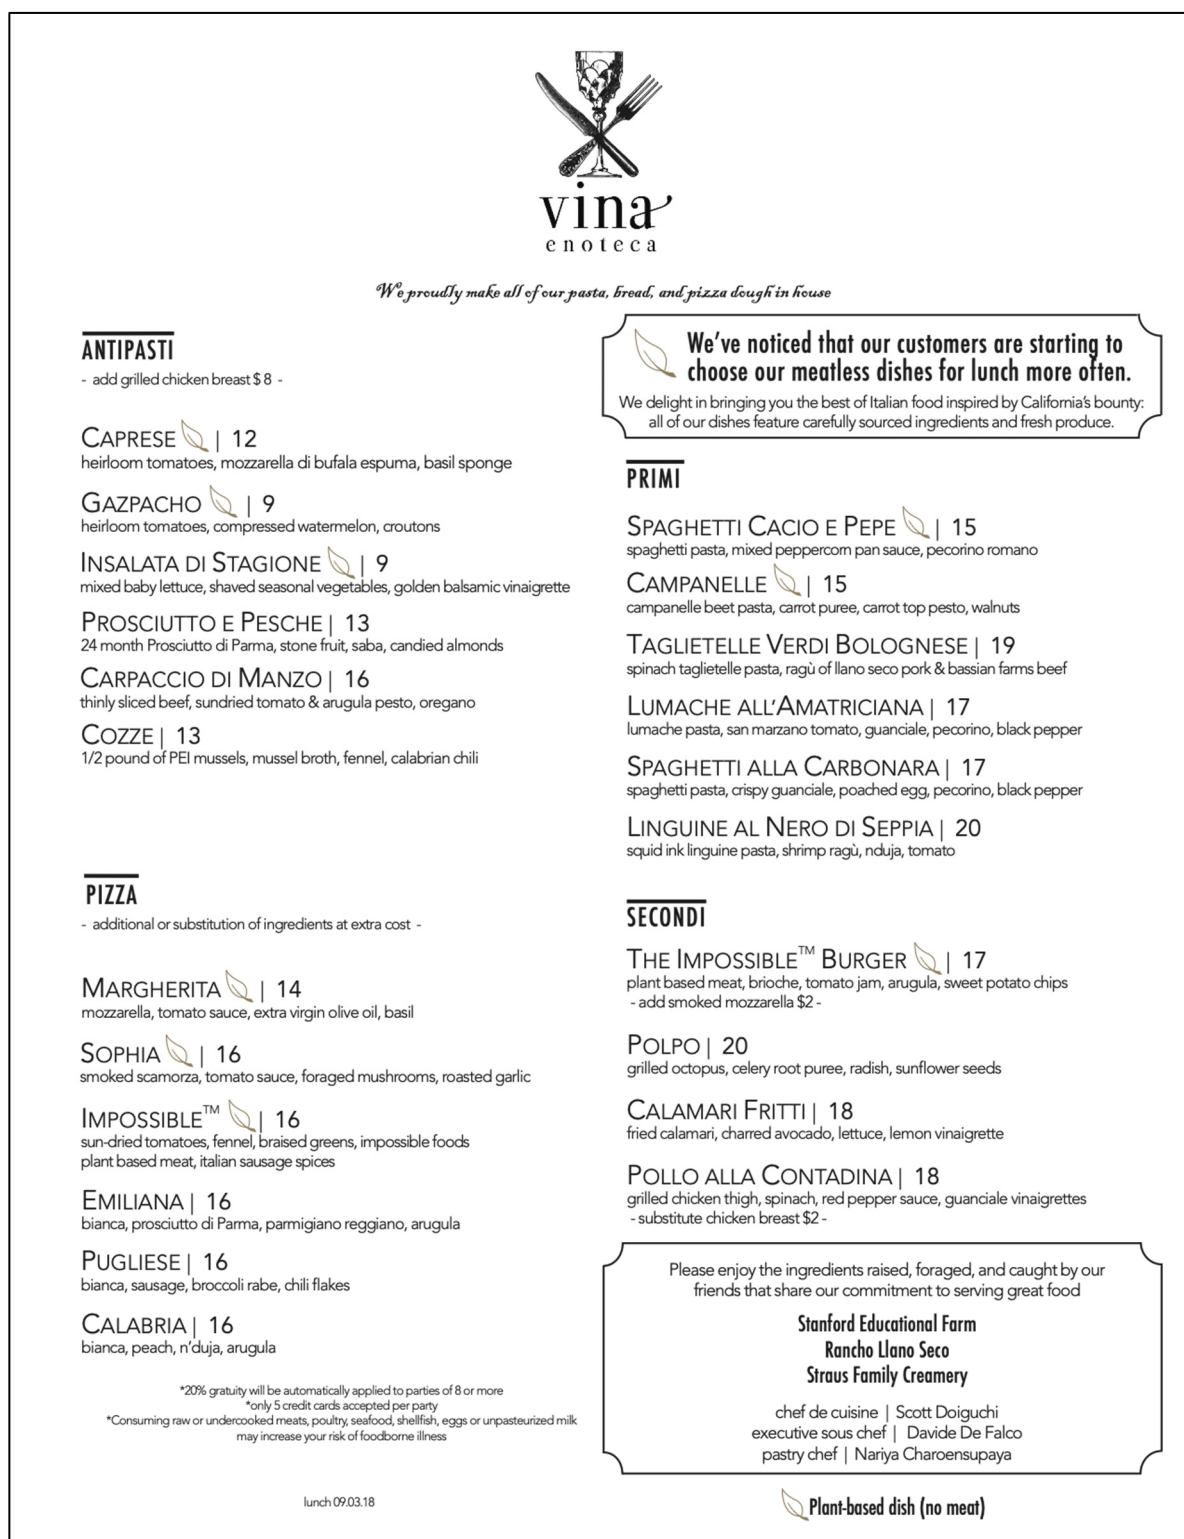 vina
enoteca
We proudly make all of our pasta, bread, and pizza dough in house
ANTIPASTI
- add grilled chicken breast $ 8 -
CAPRESE | 12
heirloom tomatoes, mozzarella di bufala espuma, basil sponge
GAZPACHO | 9
heirloom tomatoes, compressed watermelon, croutons
INSALATA DI STAGIONE | 9
mixed baby lettuce, shaved seasonal vegetables, golden balsamic vinaigrette
PROSCIUTTO E PESCHE | 13
24 month Prosciutto di Parma, stone fruit, saba, candied almonds
CARPACCIO DI MANZO | 16
thinly sliced beef, sundried tomato & arugula pesto, oregano
COZZE | 13
1/2 pound of PEI mussels, mussel broth, fennel, calabrian chili
PIZZA
- additional or substitution of ingredients at extra cost -
MARGHERITA | 14
mozzarella, tomato sauce, extra virgin olive oil, basil
SOPHIA | 16
smoked scamorza, tomato sauce, foraged mushrooms, roasted garlic
IMPOSSIBLE™ | 16
sun-dried tomatoes, fennel, braised greens, impossible foods
plant based meat, italian sausage spices
EMILIANA | 16
bianca, prosciutto di Parma, parmigiano reggiano, arugula
PUGLIESE | 16
bianca, sausage, broccoli rabe, chili flakes
CALABRIA | 16
bianca, peach, n'duja, arugula
*20% gratuity will be automatically applied to parties of 8 or more
*only 5 credit cards accepted per party
*Consuming raw or undercooked meats, poultry, seafood, shellfish, eggs or unpasteurized milk
may increase your risk of foodborne illness
lunch 09.03.18
We've noticed that our customers are starting to
choose our meatless dishes for lunch more often.
We delight in bringing you the best of Italian food inspired by California's bounty:
all of our dishes feature carefully sourced ingredients and fresh produce.
PRIMI
SPAGHETTI CACIO E PEPE | 15
spaghetti pasta, mixed peppercorn pan sauce, pecorino romano
CAMPANELLE | 15
campanelle beet pasta, carrot puree, carrot top pesto, walnuts
TAGLIETELLE VERDI BOLOGNESE | 19
spinach taglietelle pasta, ragù of llano seco pork & bassian farms beef
LUMACHE ALL'AMATRICIANA | 17
lumache pasta, san marzano tomato, guanciale, pecorino, black pepper
SPAGHETTI ALLA CARBONARA | 17
spaghetti pasta, crispy guanciale, poached egg, pecorino, black pepper
LINGUINE AL NERO DI SEPPIA | 20
squid ink linguine pasta, shrimp ragù, nduja, tomato
SECONDI
THE IMPOSSIBLE™ BURGER | 17
plant based meat, brioche, tomato jam, arugula, sweet potato chips
- add smoked mozzarella $2 -
POLPO | 20
grilled octopus, celery root puree, radish, sunflower seeds
CALAMARI FRITTI | 18
fried calamari, charred avocado, lettuce, lemon vinaigrette
POLLO ALLA CONTADINA | 18
grilled chicken thigh, spinach, red pepper sauce, guanciale vinaigrettes
- substitute chicken breast $2 -
Please enjoy the ingredients raised, foraged, and caught by our
friends that share our commitment to serving great food
Stanford Educational Farm
Rancho Llano Seco
Straus Family Creamery
chef de cuisine | Scott Doiguchi
executive sous chef | Davide De Falco
pastry chef | Nariya Charoensupaya
Plant-based dish (no meat)